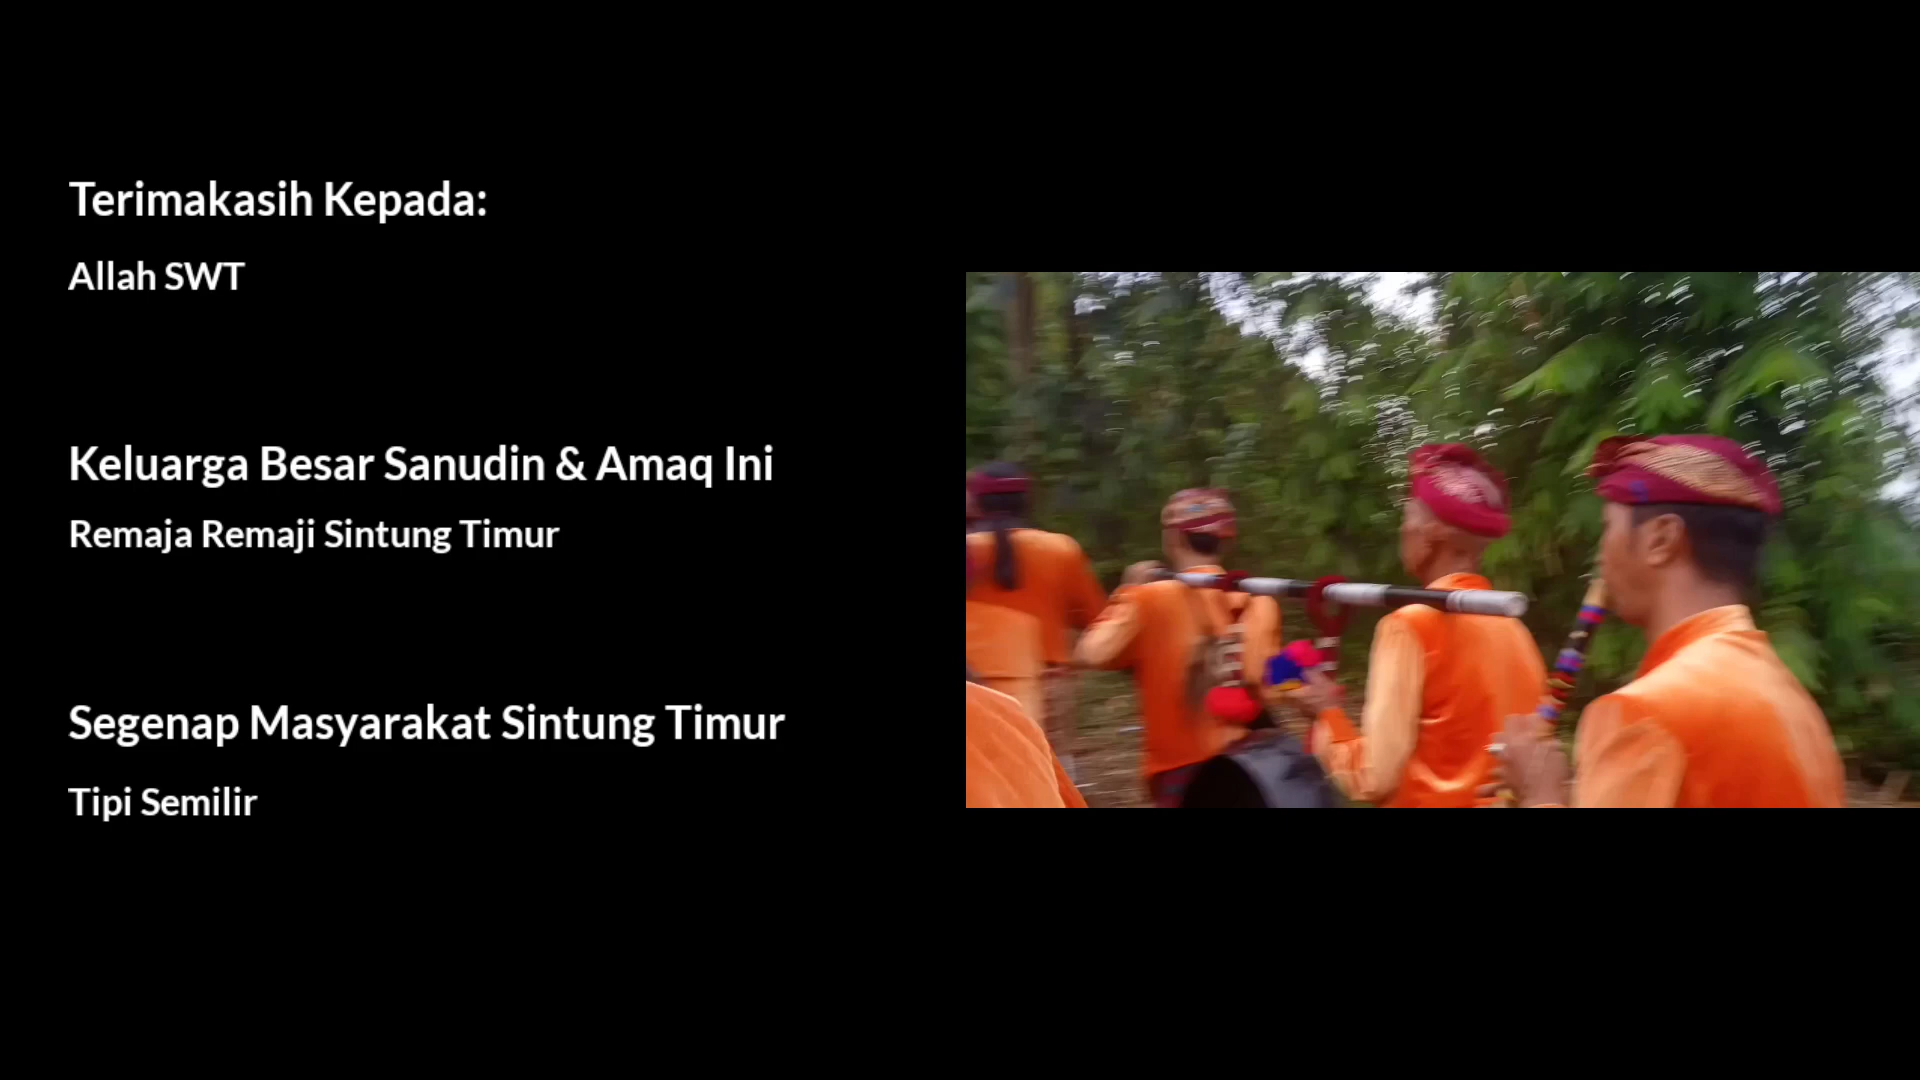 Terimakasih Kepada:
Allah SWT
Keluarga Besar Sanudin & Amaq Ini
Remaja Remaji Sintung Timur
Segenap Masyarakat Sintung Timur
Tipi Semilir